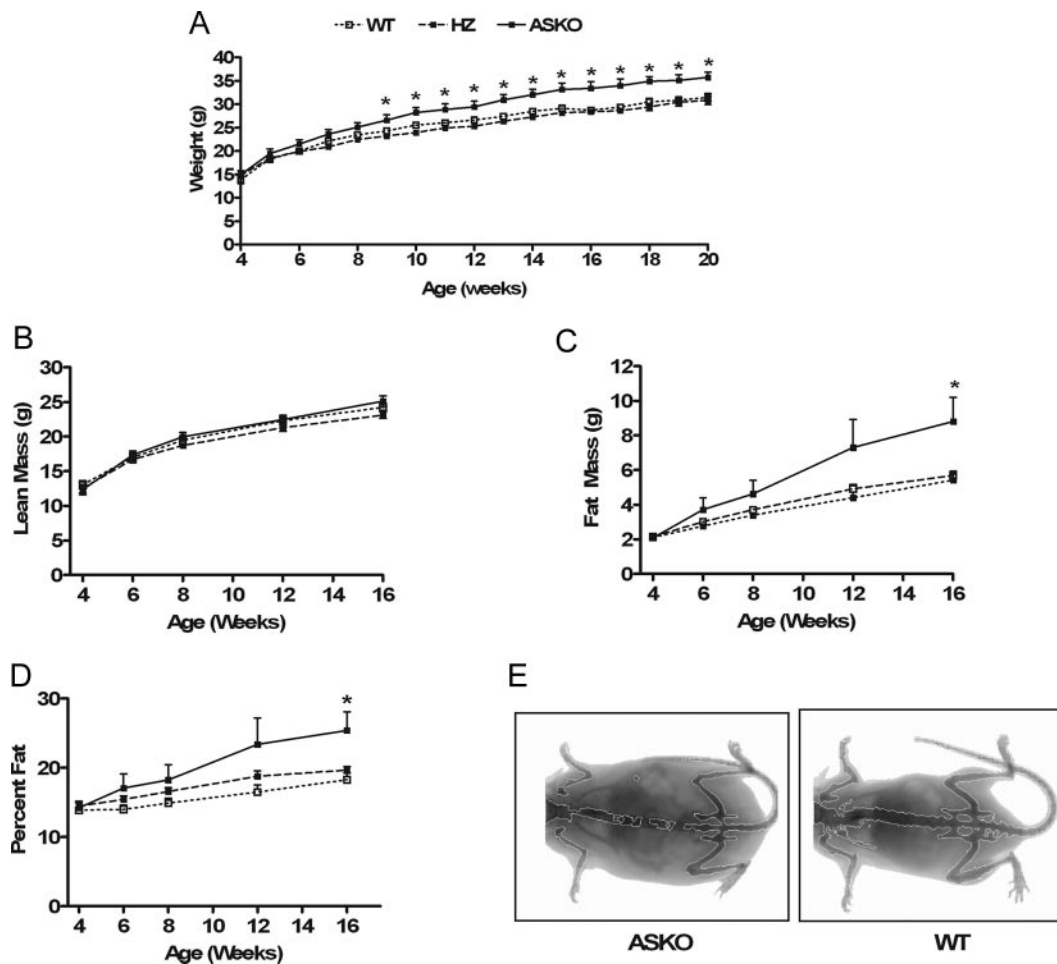 A
WT HZ ASKO
Weight (g)
40
35
30
25
20
15
10
5
0
* * * * * * * * * * * *
4 6 8 10 12 14 16 18 20
Age (weeks)
B
Lean Mass (g)
30
25
20
15
10
5
0
4 6 8 10 12 14 16
Age (Weeks)
C
Fat Mass (g)
12
10
8
6
4
2
0
*
4 6 8 10 12 14 16
Age (Weeks)
D
Percent Fat
30
20
10
0
*
4 6 8 10 12 14 16
Age (Weeks)
E
ASKO
WT